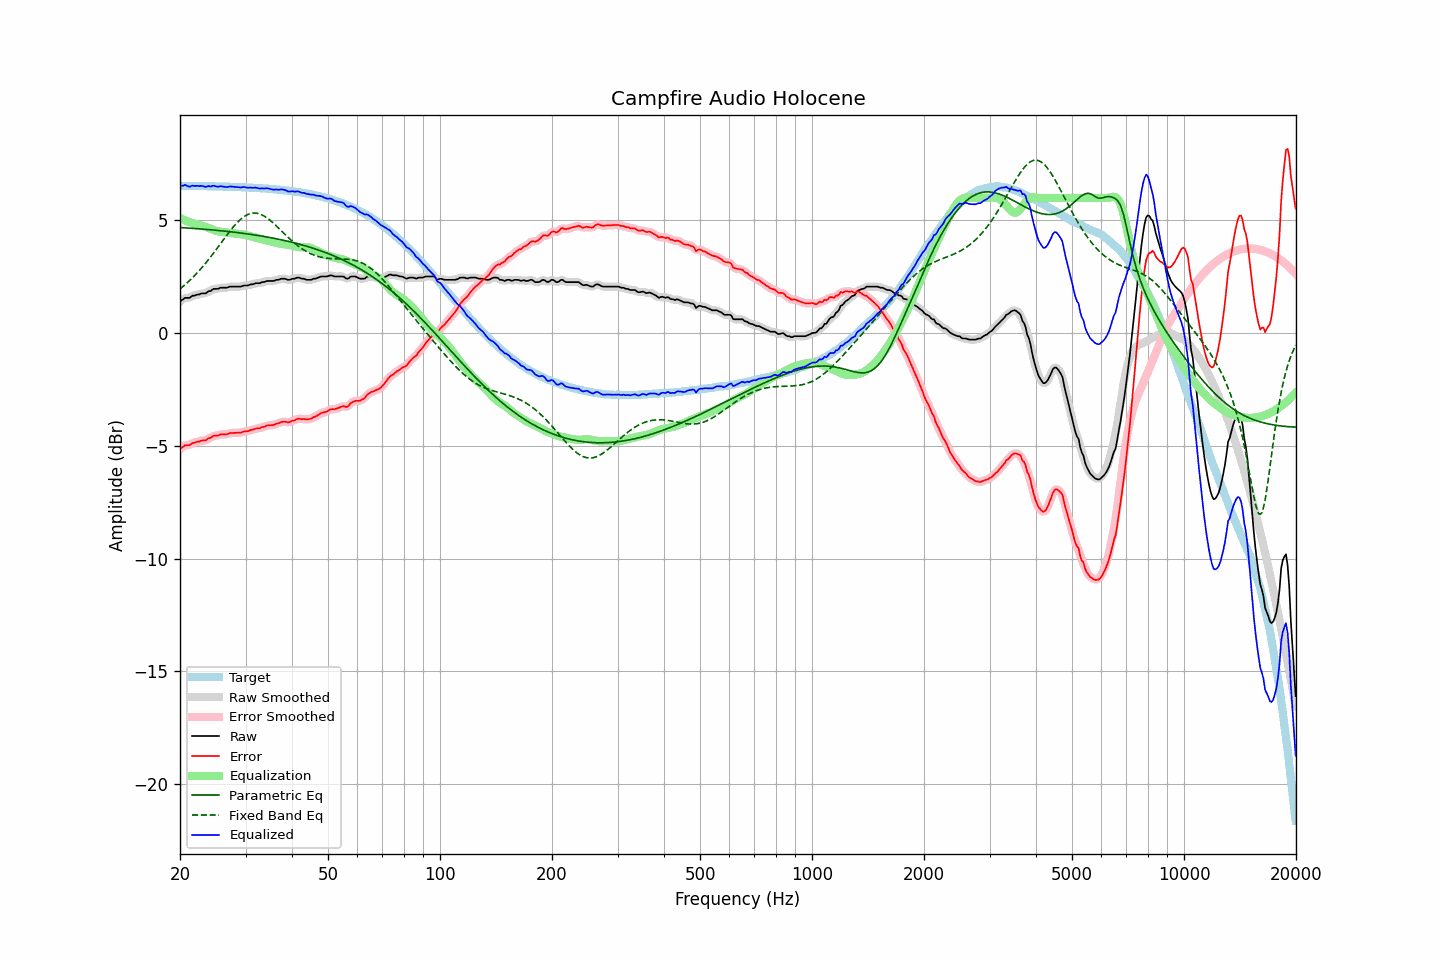 Campfire Audio Holocene
Amplitude (dBr)
5
0
−5
−10
−15
−20
Target
Raw Smoothed
Error Smoothed
Raw
Error
Equalization
Parametric Eq
Fixed Band Eq
Equalized
20 50 100 200 500 1000 2000 5000 10000 20000
Frequency (Hz)